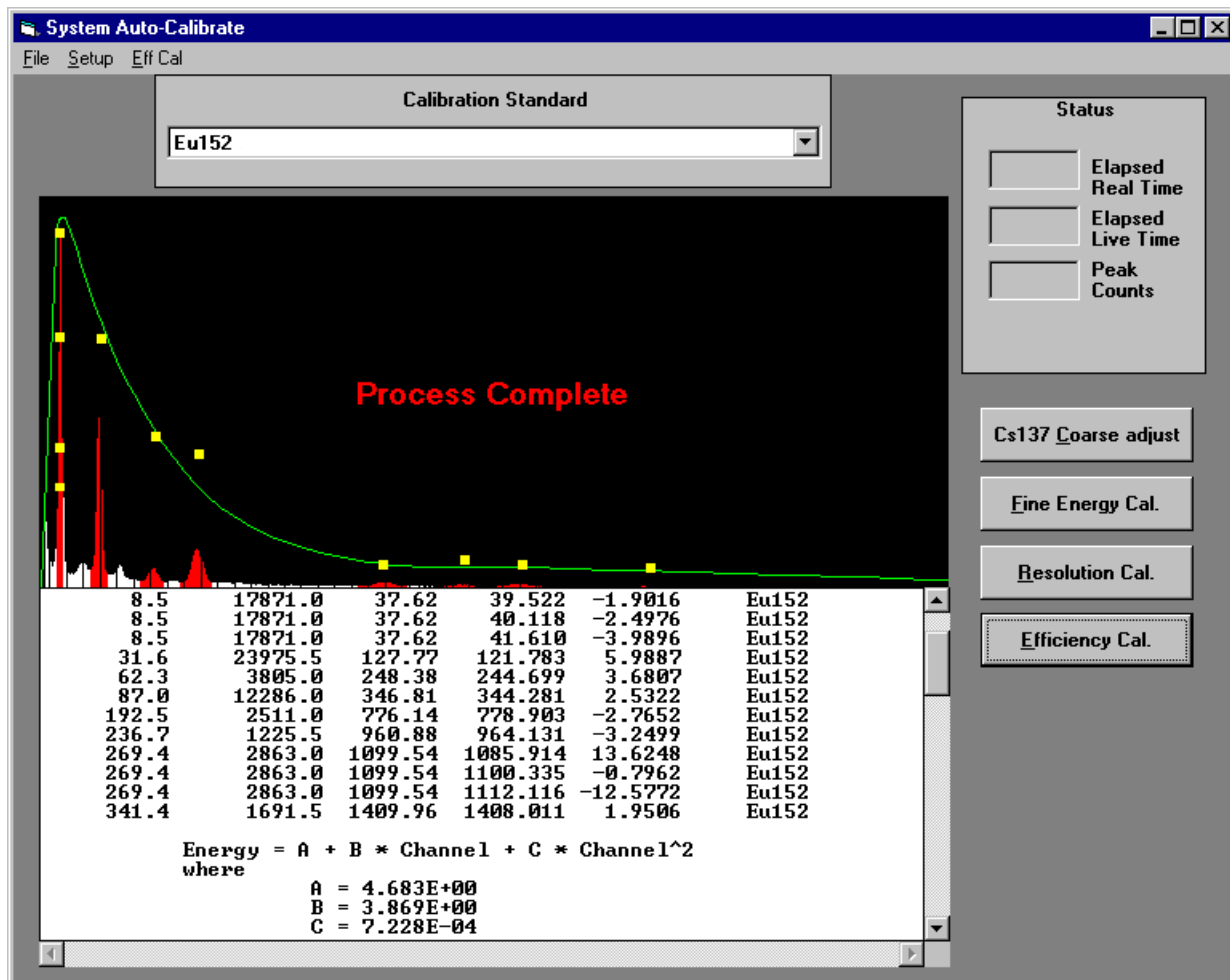 System Auto-Calibrate
File Setup Eff Cal
Calibration Standard
Eu152
Status
Elapsed
Real Time
Elapsed
Live Time
Peak
Counts
Process Complete
Cs137 Coarse adjust
Fine Energy Cal.
Resolution Cal.
Efficiency Cal.
8.5 17871.0 37.62 39.522 -1.9016 Eu152
8.5 17871.0 37.62 40.118 -2.4976 Eu152
8.5 17871.0 37.62 41.610 -3.9896 Eu152
31.6 23975.5 127.77 121.783 5.9887 Eu152
62.3 3805.0 248.38 244.699 3.6807 Eu152
87.0 12286.0 346.81 344.281 2.5322 Eu152
192.5 2511.0 776.14 778.903 -2.7652 Eu152
236.7 1225.5 960.88 964.131 -3.2499 Eu152
269.4 2863.0 1099.54 1085.914 13.6248 Eu152
269.4 2863.0 1099.54 1100.335 -0.7962 Eu152
269.4 2863.0 1099.54 1112.116 -12.5772 Eu152
341.4 1691.5 1409.96 1408.011 1.9506 Eu152
Energy = A + B * Channel + C * Channel^2
where
A = 4.683E+00
B = 3.869E+00
C = 7.228E-04